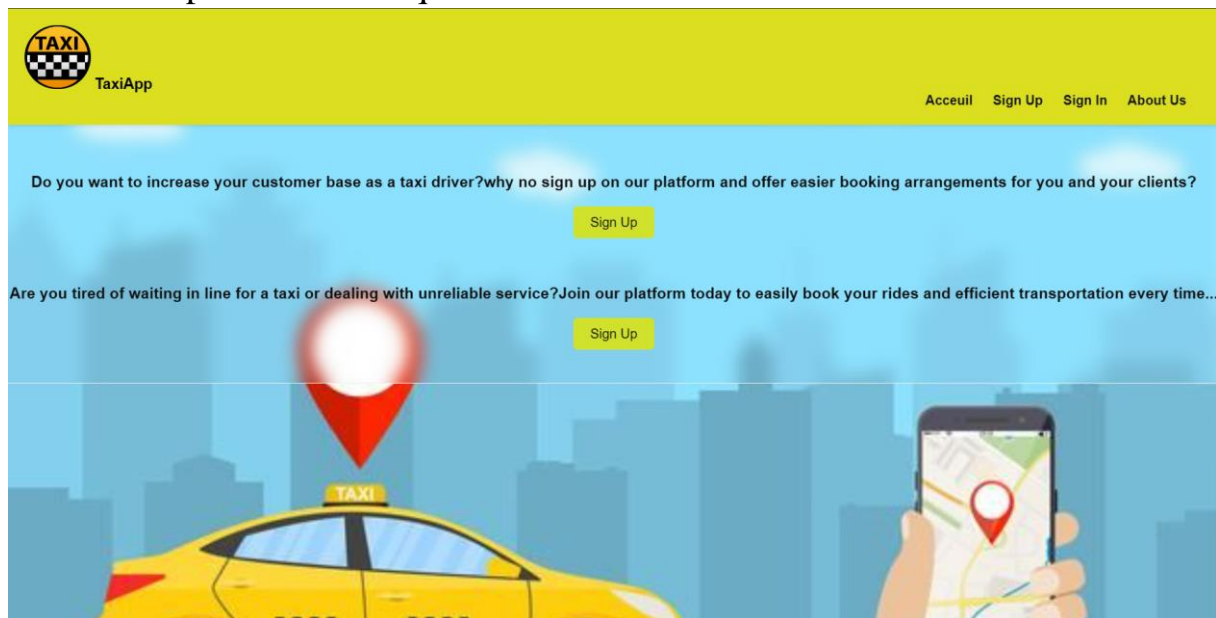 TAXI
TaxiApp
Acceuil Sign Up Sign In About Us
Do you want to increase your customer base as a taxi driver?why no sign up on our platform and offer easier booking arrangements for you and your clients?
Sign Up
Are you tired of waiting in line for a taxi or dealing with unreliable service?Join our platform today to easily book your rides and efficient transportation every time...
Sign Up
TAXI